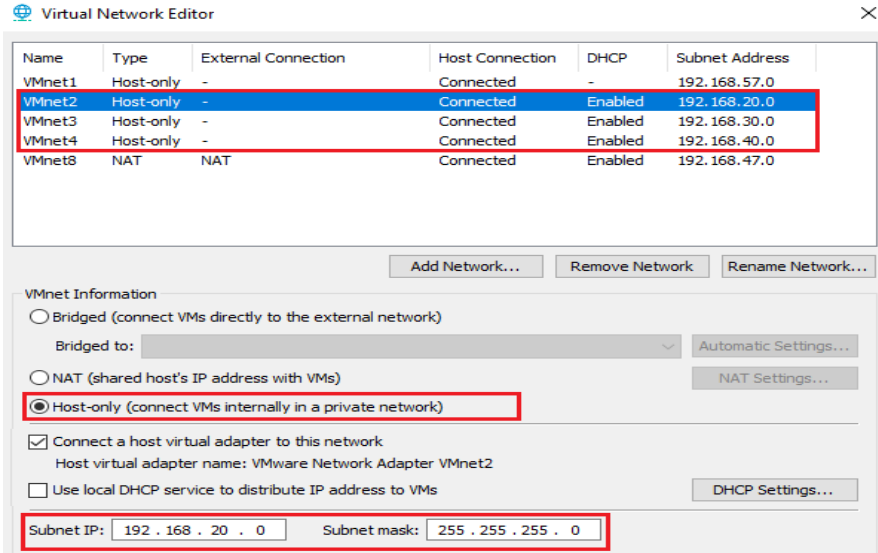 Virtual Network Editor
Name Type External Connection Host Connection DHCP Subnet Address
VMnet1 Host-only - Connected - 192.168.57.0
VMnet2 Host-only - Connected Enabled 192.168.20.0
VMnet3 Host-only - Connected Enabled 192.168.30.0
VMnet4 Host-only - Connected Enabled 192.168.40.0
VMnet8 NAT NAT Connected Enabled 192.168.47.0
Add Network... Remove Network Rename Network...
VMnet Information
Bridged (connect VMs directly to the external network)
Bridged to: Automatic Settings...
NAT (shared host's IP address with VMs) NAT Settings...
Host-only (connect VMs internally in a private network)
Connect a host virtual adapter to this network
Host virtual adapter name: VMware Network Adapter VMnet2
Use local DHCP service to distribute IP address to VMs DHCP Settings...
Subnet IP: 192 . 168 . 20 . 0 Subnet mask: 255 . 255 . 255 . 0